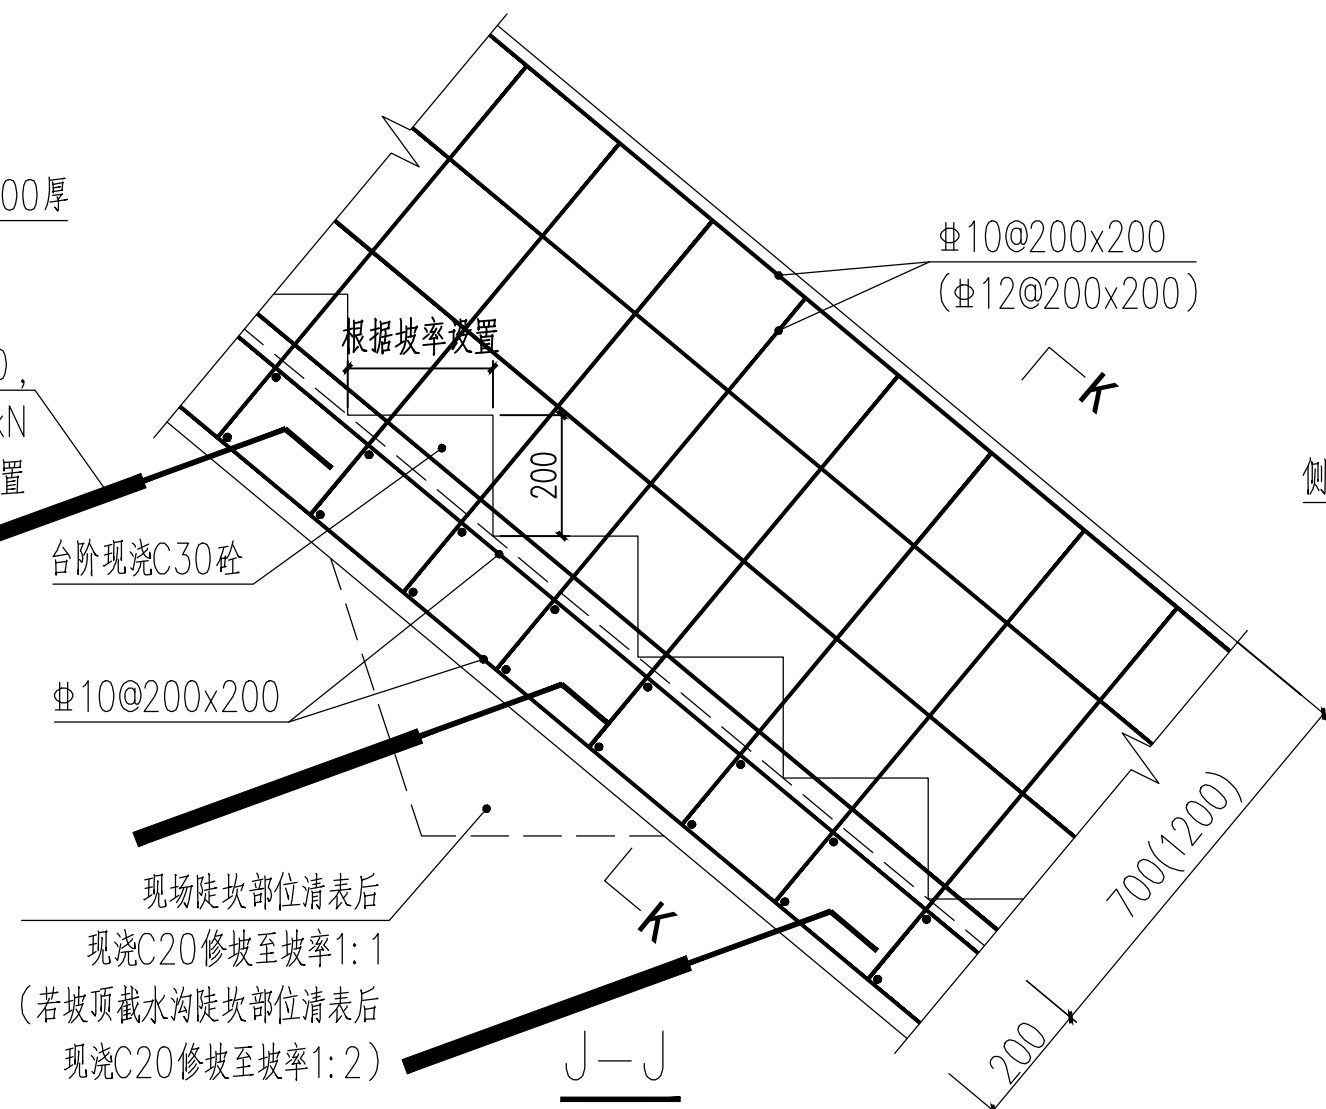 00厚
Φ10@200x200
(Φ12@200x200)
根据坡率设置
K
0,
kN
置
200
侧
台阶现浇C30砼
Φ10@200x200
700(1200)
现场陡坎部位清表后
现浇C20修坡至坡率1:1
(若坡顶截水沟陡坎部位清表后
现浇C20修坡至坡率1:2)
K
200
J-J